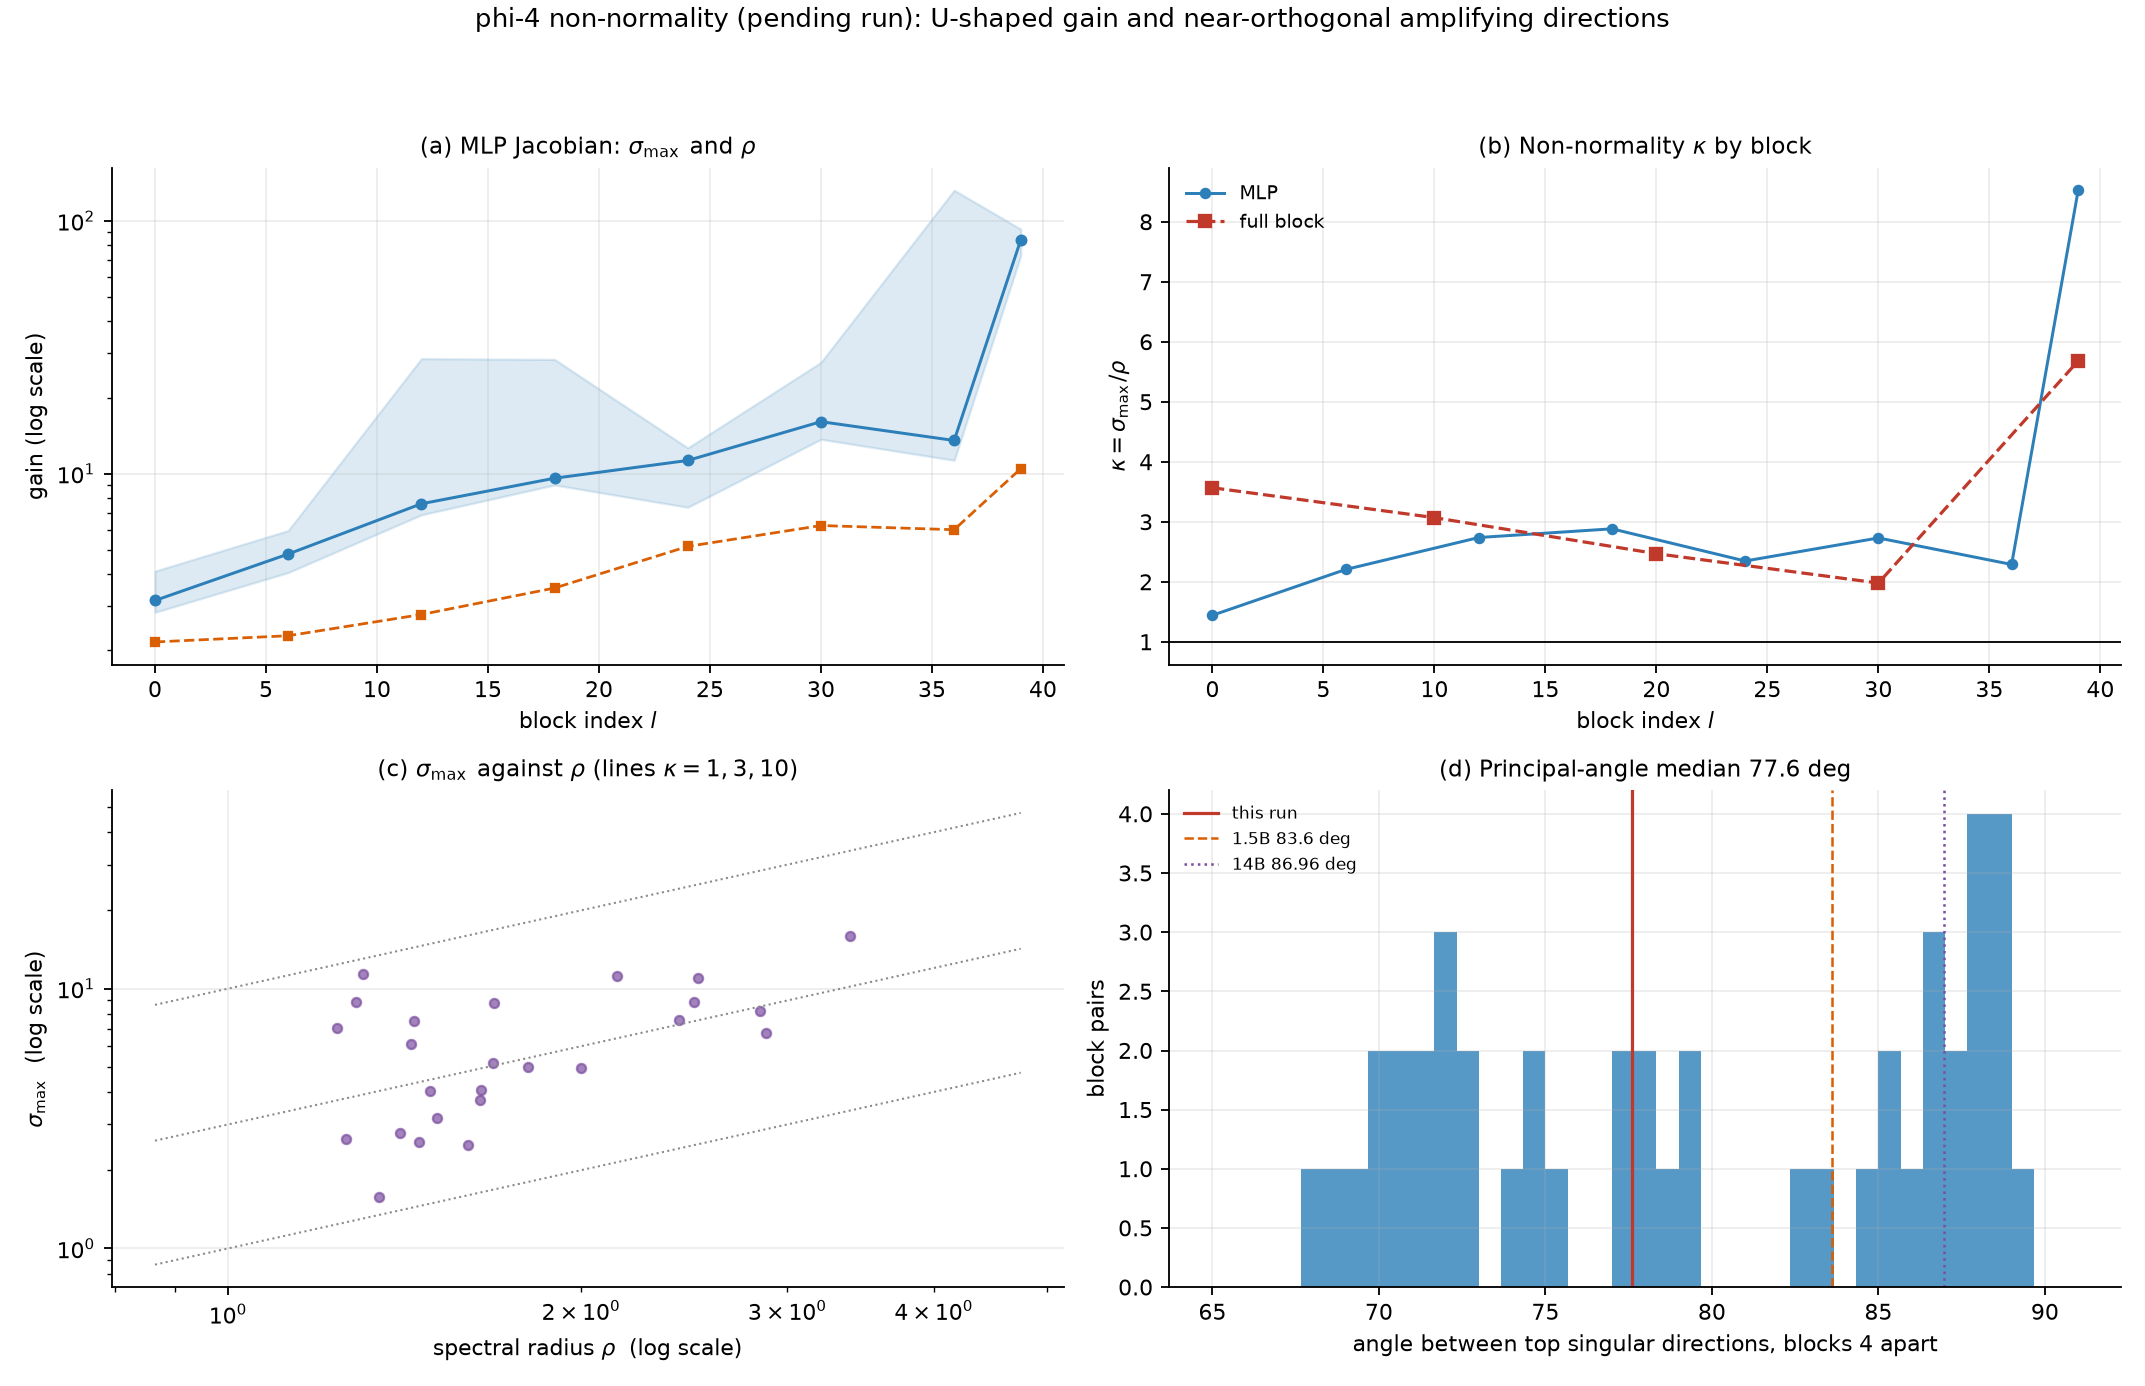 phi-4 non-normality (pending run): U-shaped gain and near-orthogonal amplifying directions
(a) MLP Jacobian: σmax and ρ
gain (log scale)
10²
10¹
0 5 10 15 20 25 30 35 40
block index l
(b) Non-normality κ by block
MLP
full block
κ = σmax/ρ
8
7
6
5
4
3
2
1
0 5 10 15 20 25 30 35 40
block index l
(c) σmax against ρ (lines κ = 1, 3, 10)
σmax (log scale)
10¹
10⁰
10⁰ 2 × 10⁰ 3 × 10⁰ 4 × 10⁰
spectral radius ρ (log scale)
(d) Principal-angle median 77.6 deg
this run
1.5B 83.6 deg
14B 86.96 deg
block pairs
4.0
3.5
3.0
2.5
2.0
1.5
1.0
0.5
0.0
65 70 75 80 85 90
angle between top singular directions, blocks 4 apart